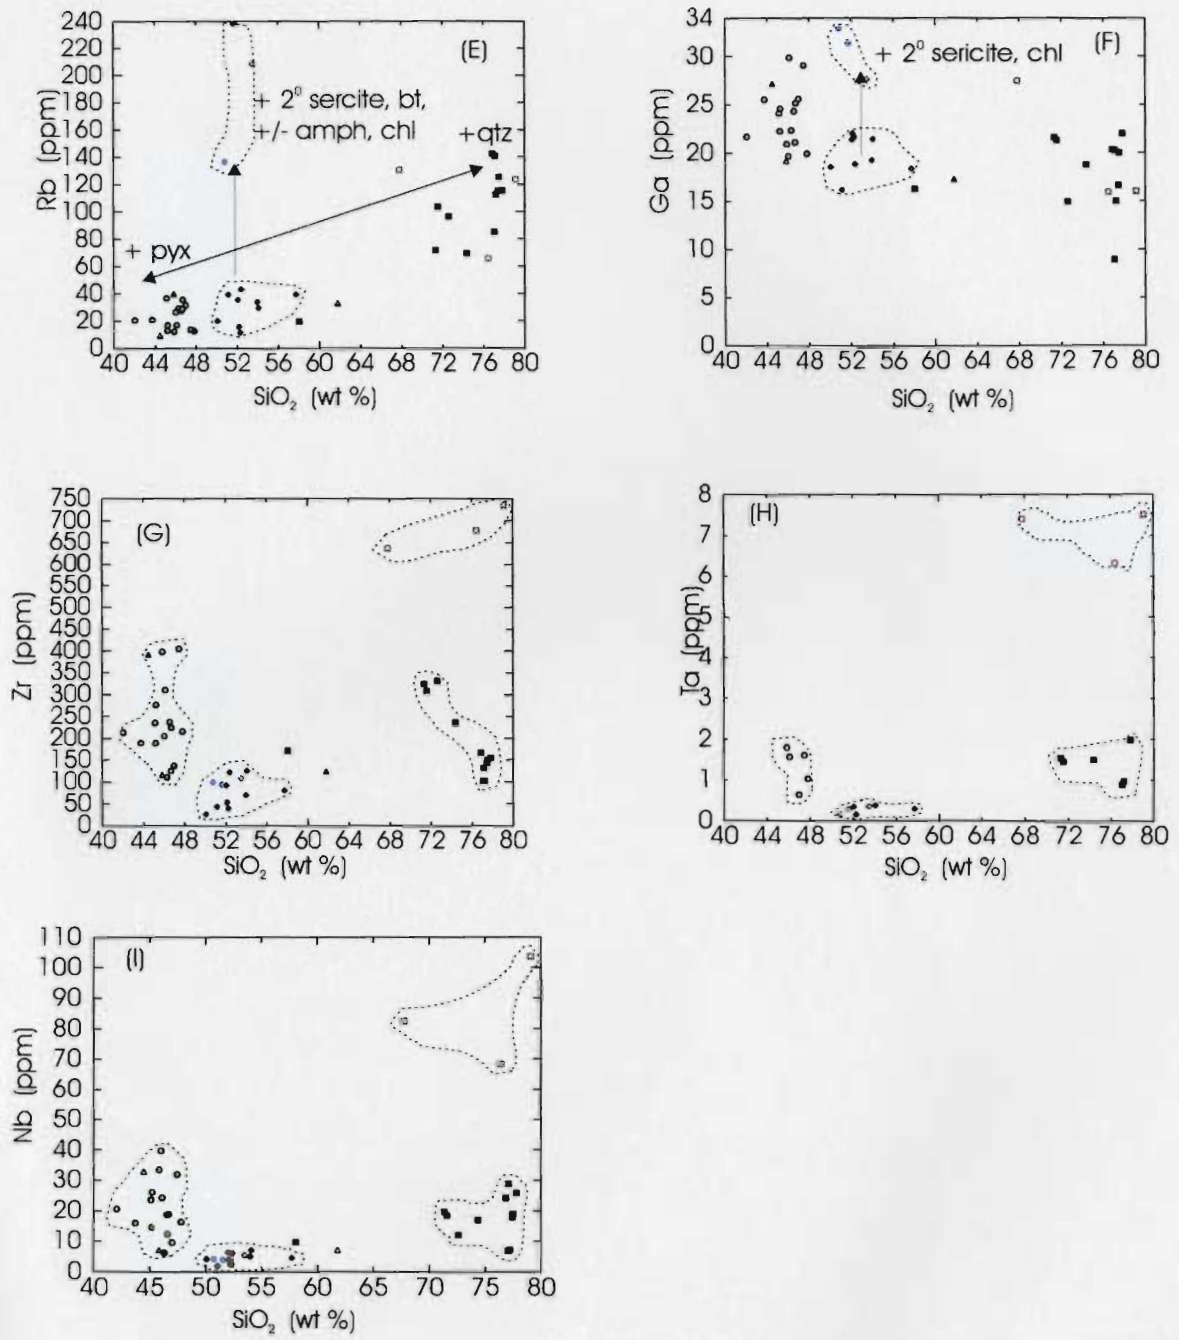 (E)
240
220
200
180
160
140
120
100
80
60
40
20
0
Rb (ppm)
+ 2⁰ sercite, bt,
+/- amph, chl
+qtz
+ pyx
40 44 48 52 56 60 64 68 72 76 80
SiO₂ (wt %)
(F)
34
30
25
20
15
10
5
0
Ga (ppm)
+ 2⁰ sericite, chl
40 44 48 52 56 60 64 68 72 76 80
SiO₂ (wt %)
(G)
750
700
650
600
550
500
450
400
350
300
250
200
150
100
50
0
Zr (ppm)
40 44 48 52 56 60 64 68 72 76 80
SiO₂ (wt %)
(H)
8
7
6
5
4
3
2
1
0
Ta (ppm)
40 44 48 52 56 60 64 68 72 76 80
SiO₂ (wt %)
(I)
110
100
90
80
70
60
50
40
30
20
10
0
Nb (ppm)
40 45 50 55 60 65 70 75 80
SiO₂ (wt %)